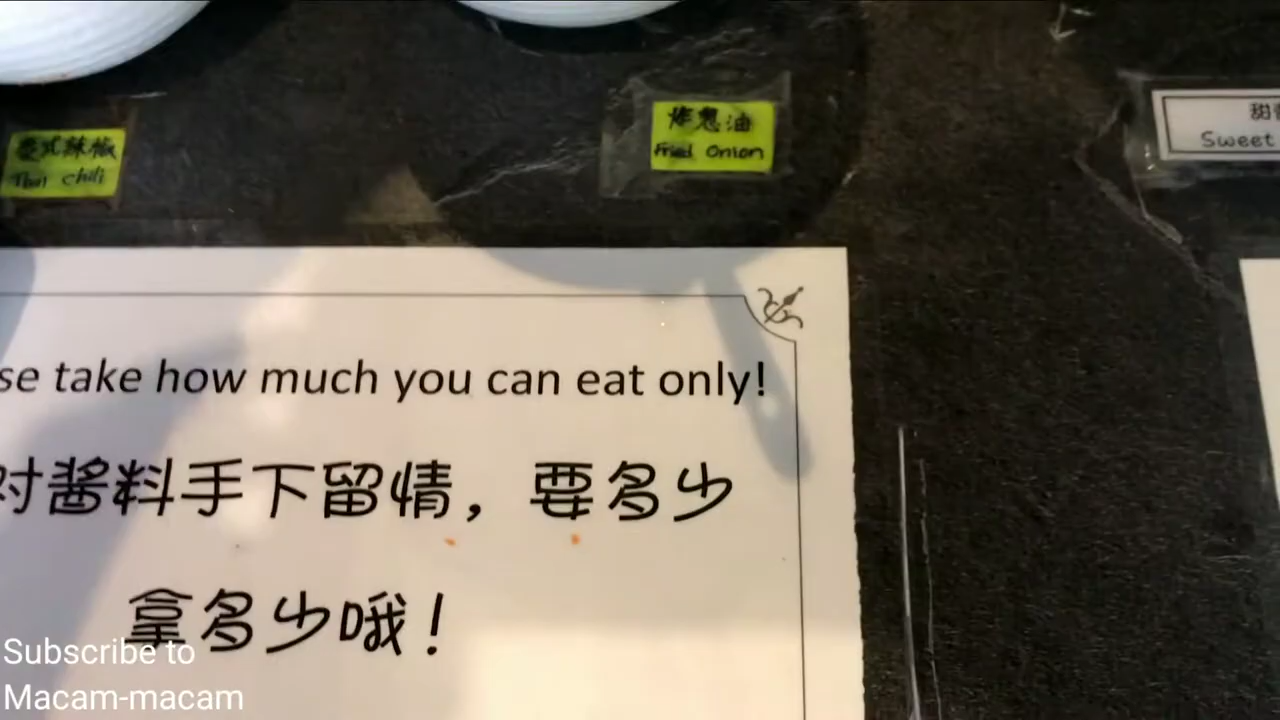 泰式辣椒
Thai chili
炸葱油
Fried Onion
甜
Sweet
se take how much you can eat only!
对酱料手下留情，要多少
拿多少哦！
Subscribe to
Macam-macam